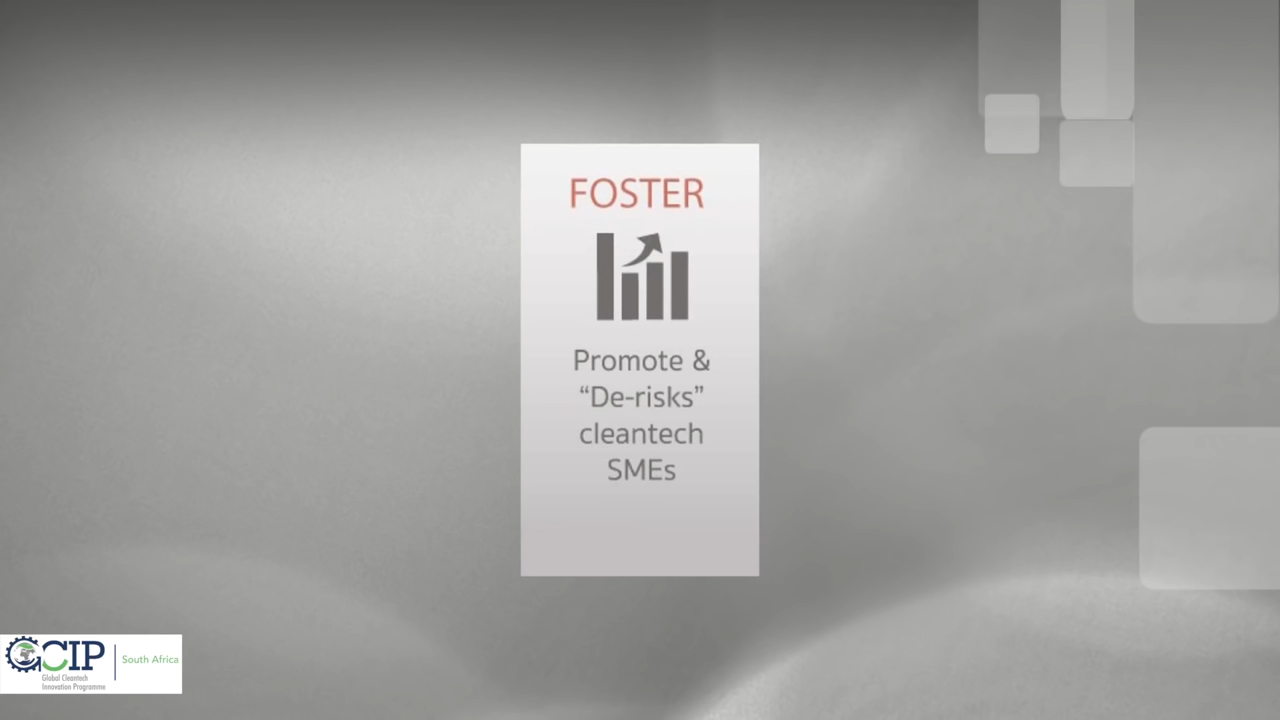 FOSTER
Promote &
“De-risks”
cleantech
SMEs
GCIP
South Africa
Global Cleantech
Innovation Programme